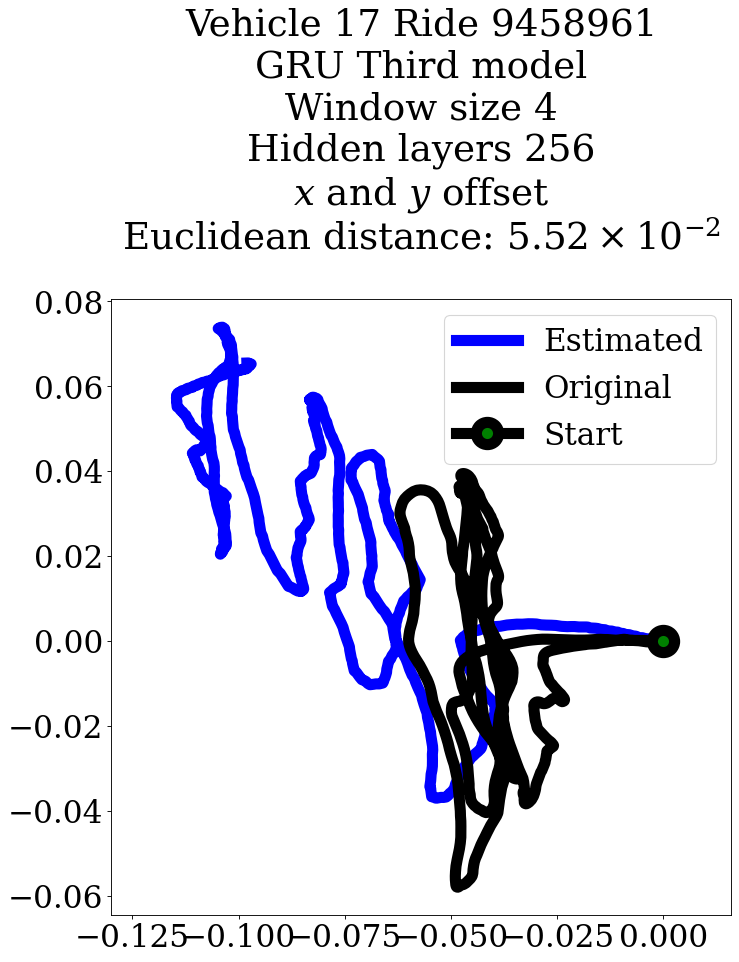 Vehicle 17 Ride 9458961
GRU Third model
Window size 4
Hidden layers 256
x and y offset
Euclidean distance: 5.52 × 10⁻²
Estimated
Original
Start
0.08
0.06
0.04
0.02
0.00
−0.02
−0.04
−0.06
−0.125 −0.100 −0.075 −0.050 −0.025 0.000